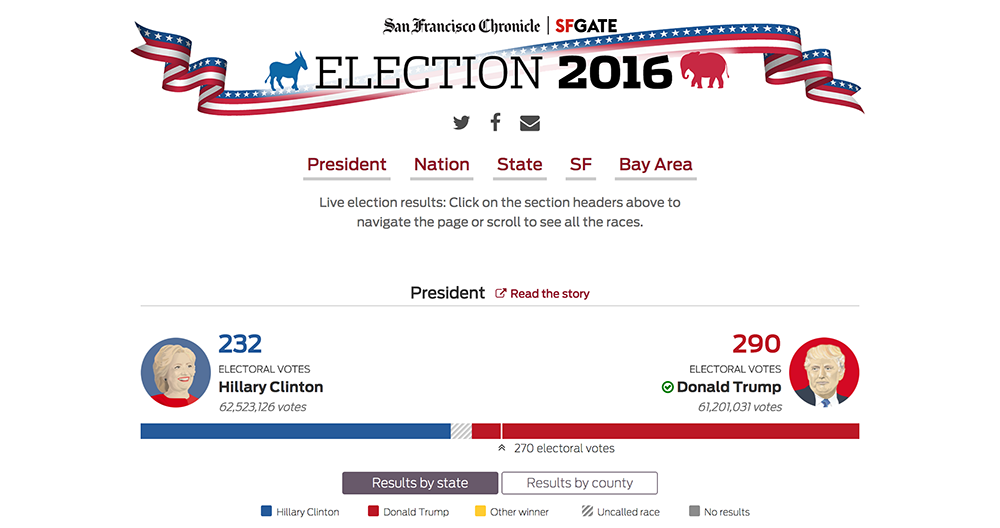 San Francisco Chronicle | SFGATE
ELECTION 2016
President Nation State SF Bay Area
Live election results: Click on the section headers above to
navigate the page or scroll to see all the races.
President Read the story
232 290
ELECTORAL VOTES ELECTORAL VOTES
Hillary Clinton Donald Trump
62,523,126 votes 61,201,031 votes
270 electoral votes
Results by state Results by county
Hillary Clinton Donald Trump Other winner Uncalled race No results